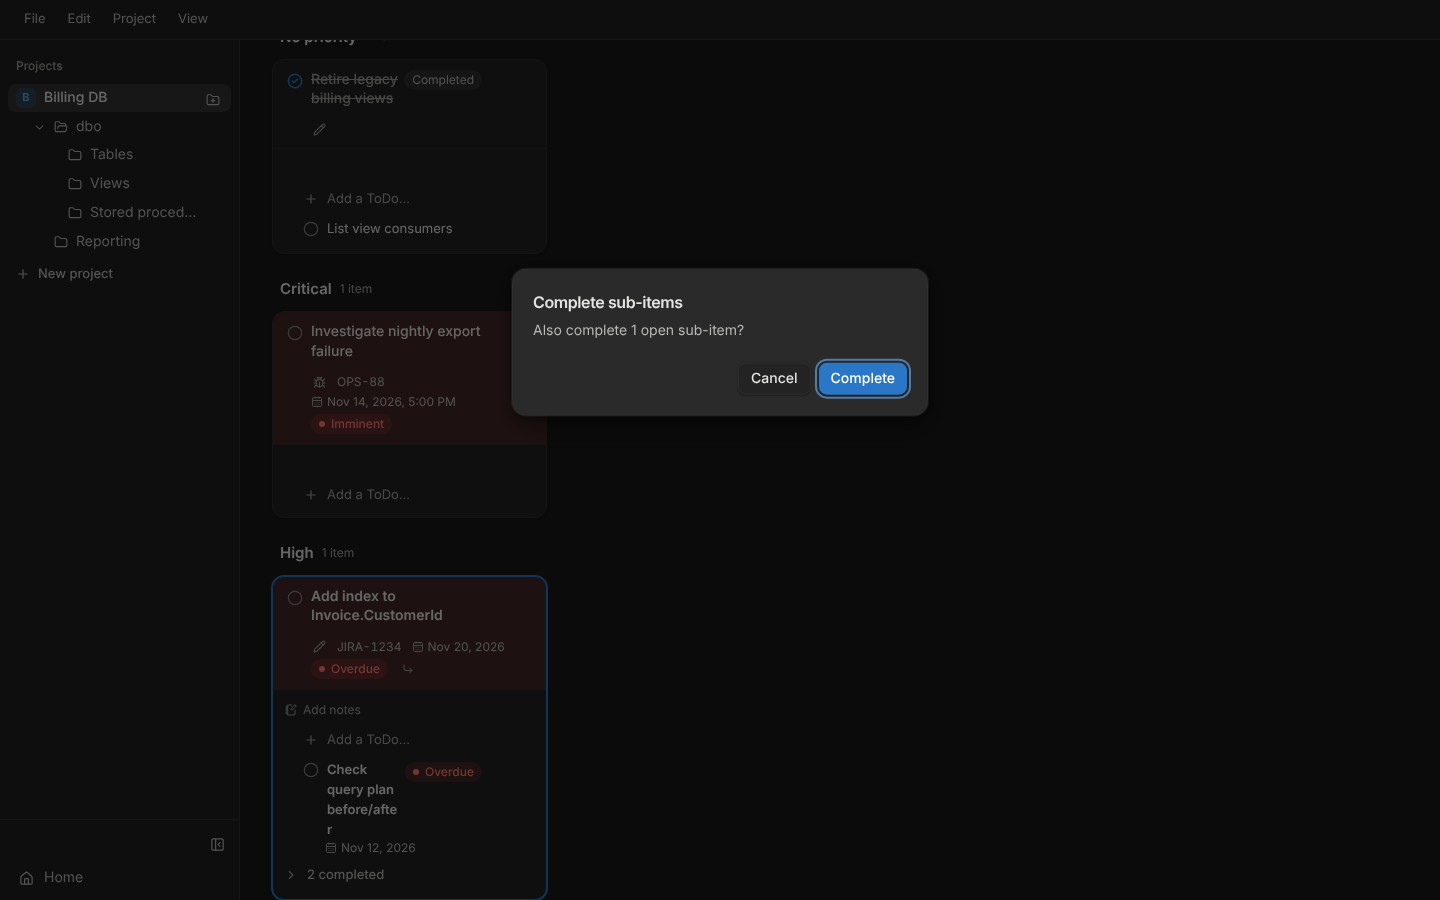 File Edit Project View
Projects
B Billing DB
dbo
Tables
Views
Stored proced...
Reporting
New project
Home
No priority
Retire legacy
billing views
Completed
Add a ToDo...
List view consumers
Critical 1 item
Investigate nightly export
failure
OPS-88
Nov 14, 2026, 5:00 PM
Imminent
Add a ToDo...
High 1 item
Add index to
Invoice.CustomerId
JIRA-1234 Nov 20, 2026
Overdue
Add notes
Add a ToDo...
Check
query plan
before/afte
r
Overdue
Nov 12, 2026
2 completed
Complete sub-items
Also complete 1 open sub-item?
Cancel Complete